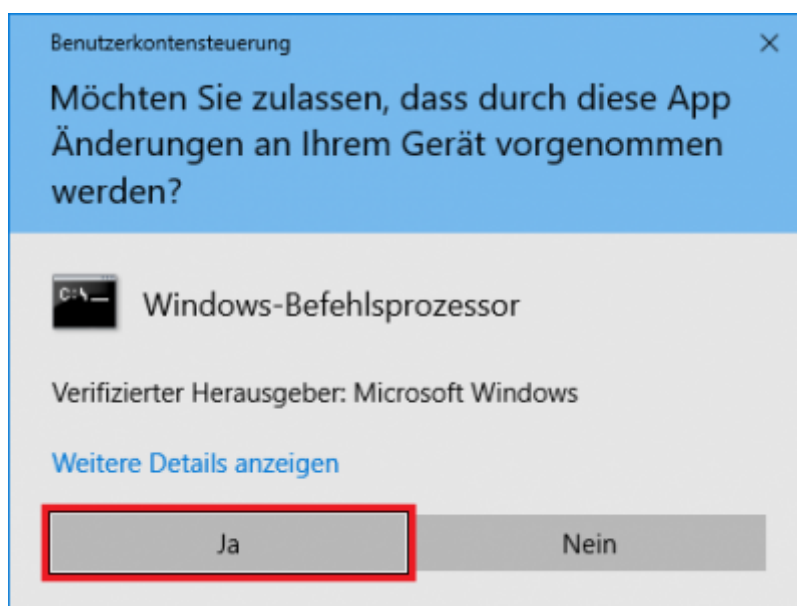 Benutzerkontensteuerung
Möchten Sie zulassen, dass durch diese App
Änderungen an Ihrem Gerät vorgenommen
werden?
C:\_
Windows-Befehlsprozessor
Verifizierter Herausgeber: Microsoft Windows
Weitere Details anzeigen
Ja
Nein